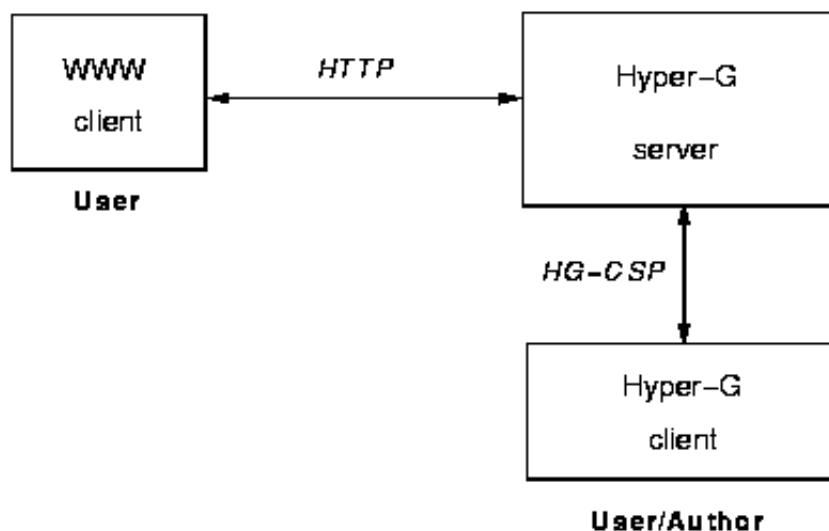 WWW
client
User
HTTP
Hyper-G
server
HG-CSP
Hyper-G
client
User/Author